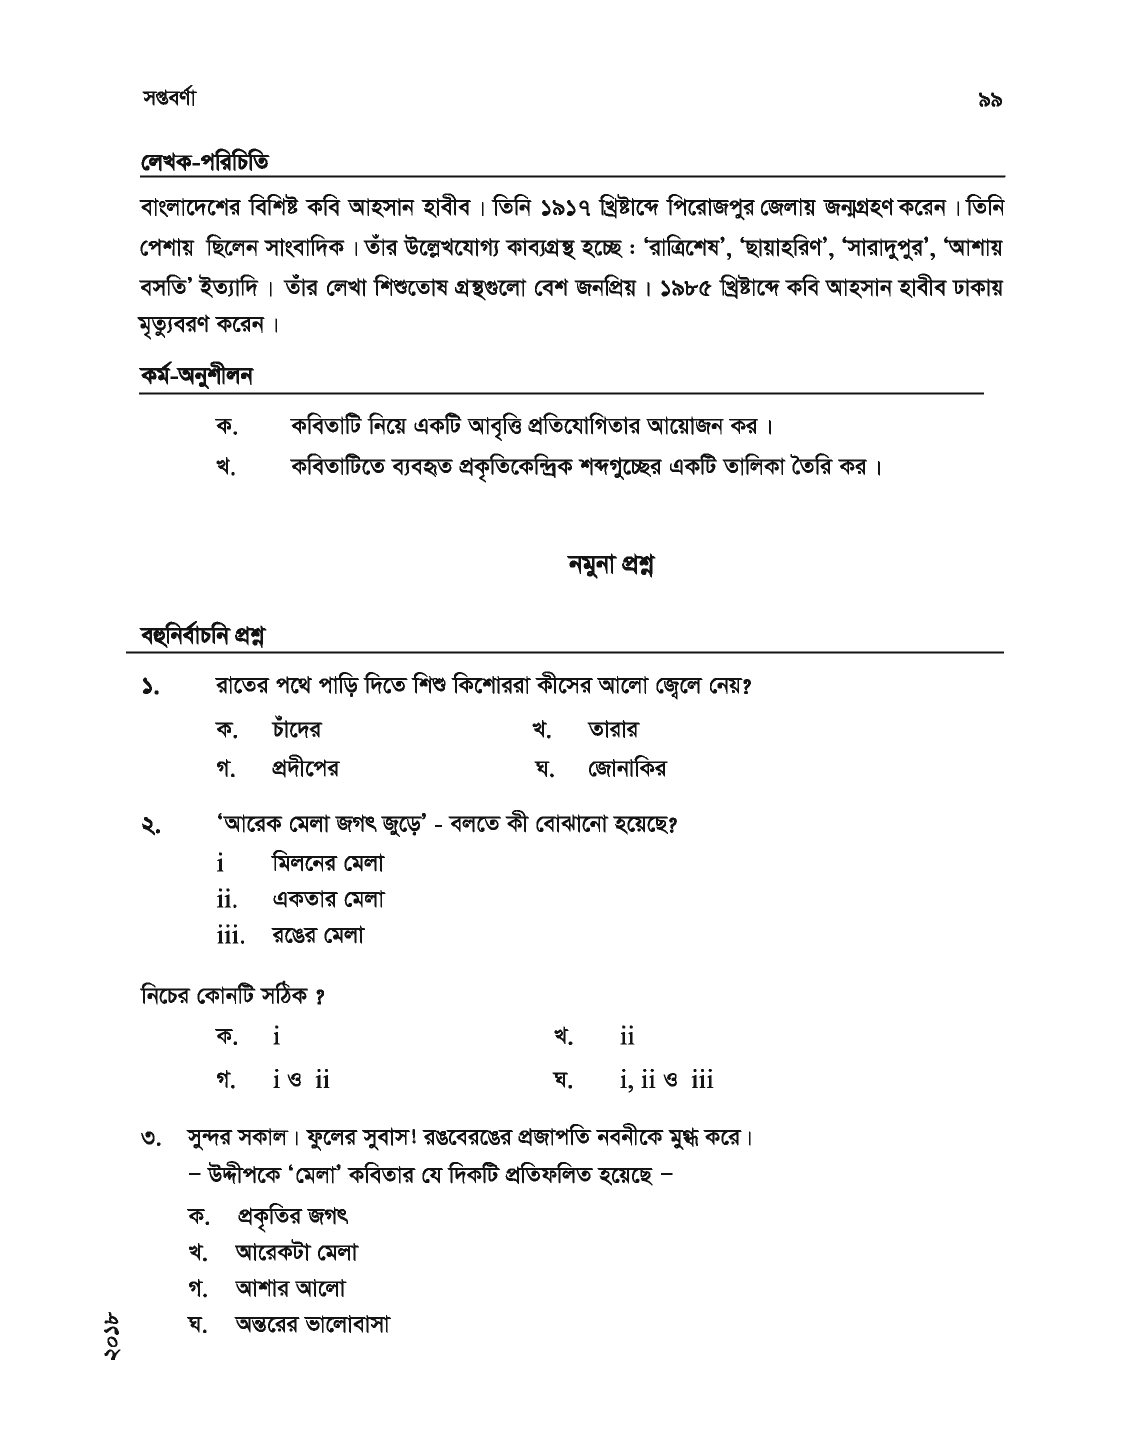 সপ্তবর্ণা ৯৯
লেখক-পরিচিতি
বাংলাদেশের বিশিষ্ট কবি আহসান হাবীব। তিনি ১৯১৭ খ্রিষ্টাব্দে পিরোজপুর জেলায় জন্মগ্রহণ করেন। তিনি
পেশায় ছিলেন সাংবাদিক। তাঁর উল্লেখযোগ্য কাব্যগ্রন্থ হচ্ছে : ‘রাত্রিশেষ’, ‘ছায়াহরিণ’, ‘সারাদুপুর’, ‘আশায়
বসতি’ ইত্যাদি। তাঁর লেখা শিশুতোষ গ্রন্থগুলো বেশ জনপ্রিয়। ১৯৮৫ খ্রিষ্টাব্দে কবি আহসান হাবীব ঢাকায়
মৃত্যুবরণ করেন।
কর্ম-অনুশীলন
ক. কবিতাটি নিয়ে একটি আবৃত্তি প্রতিযোগিতার আয়োজন কর।
খ. কবিতাটিতে ব্যবহৃত প্রকৃতিকেন্দ্রিক শব্দগুচ্ছের একটি তালিকা তৈরি কর।
নমুনা প্রশ্ন
বহুনির্বাচনি প্রশ্ন
১. রাতের পথে পাড়ি দিতে শিশু কিশোররা কীসের আলো জ্বেলে নেয়?
ক. চাঁদের খ. তারার
গ. প্রদীপের ঘ. জোনাকির
২. ‘আরেক মেলা জগৎ জুড়ে’ - বলতে কী বোঝানো হয়েছে?
i মিলনের মেলা
ii. একতার মেলা
iii. রঙের মেলা
নিচের কোনটি সঠিক ?
ক. i খ. ii
গ. i ও ii ঘ. i, ii ও iii
৩. সুন্দর সকাল। ফুলের সুবাস! রঙবেরঙের প্রজাপতি নবনীকে মুগ্ধ করে।
– উদ্দীপকে ‘মেলা’ কবিতার যে দিকটি প্রতিফলিত হয়েছে –
ক. প্রকৃতির জগৎ
খ. আরেকটা মেলা
গ. আশার আলো
ঘ. অন্তরের ভালোবাসা
২০১৮